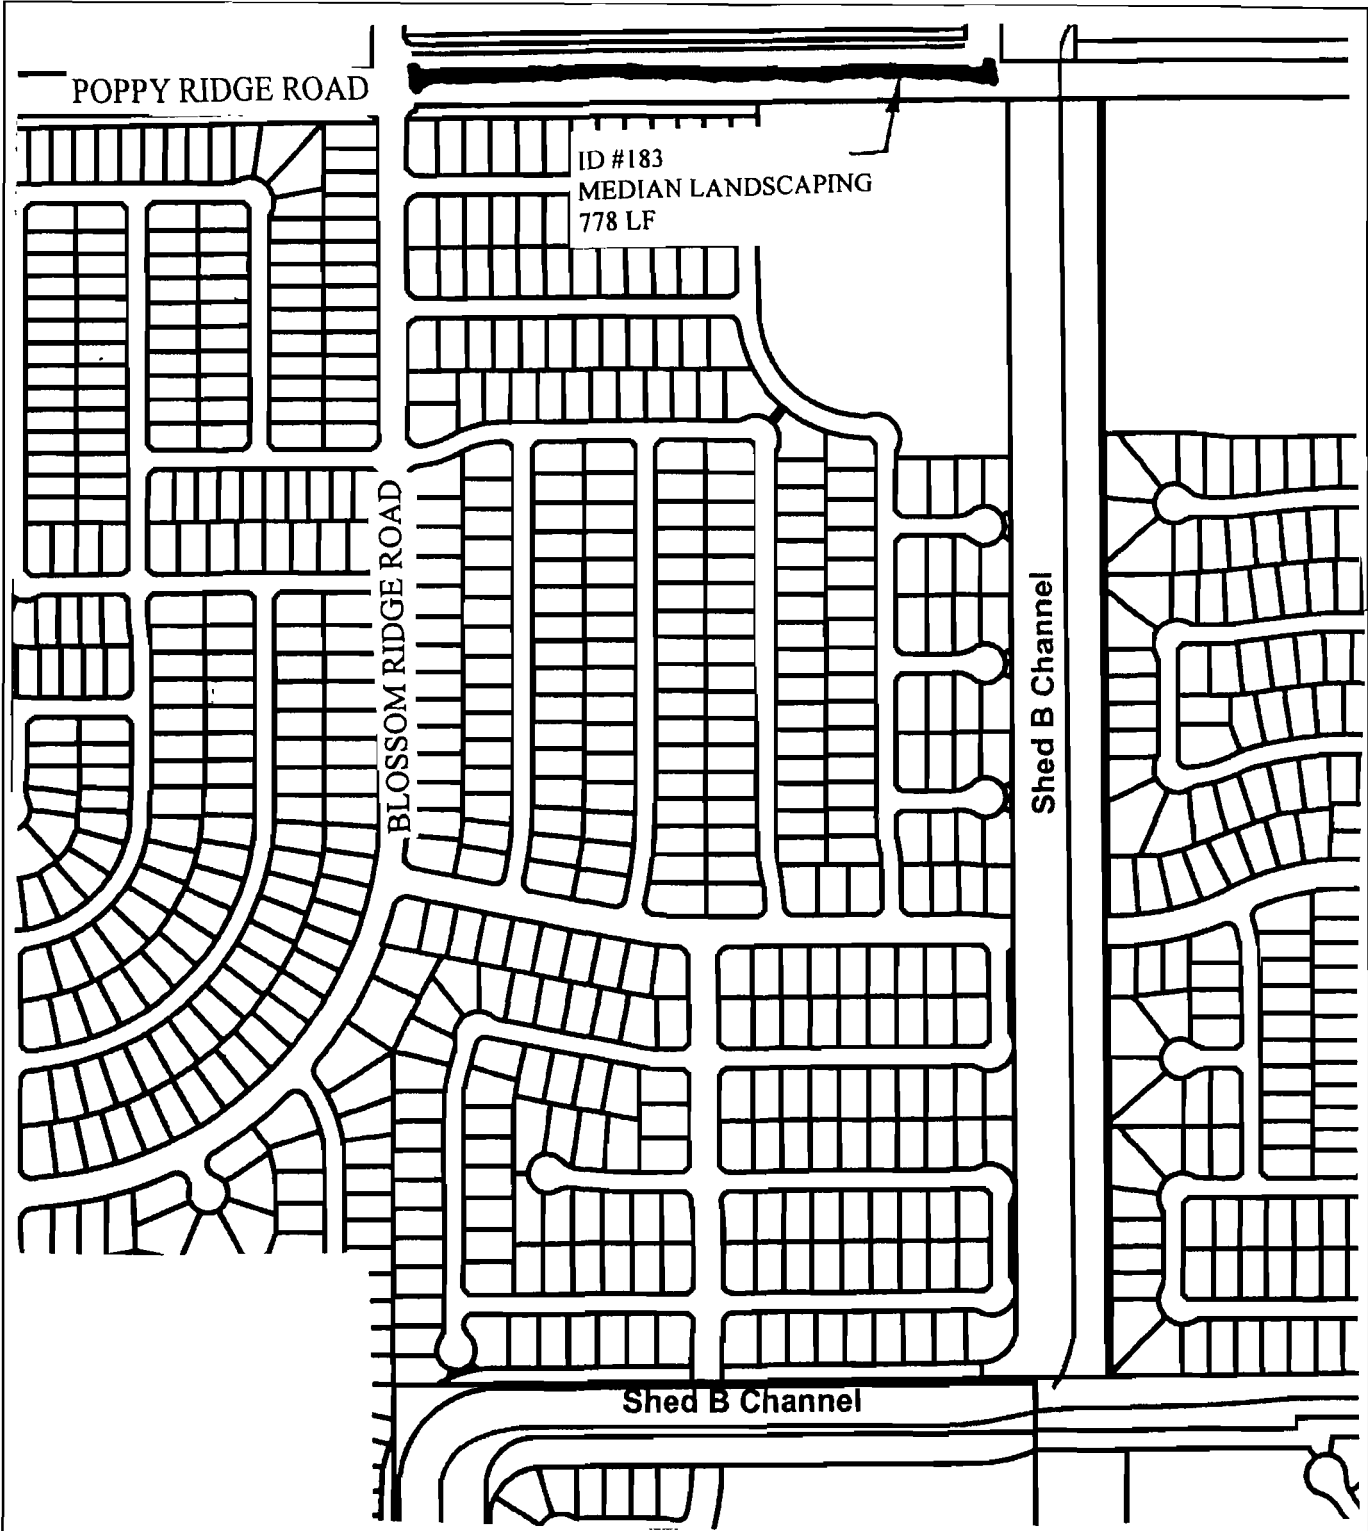 POPPY RIDGE ROAD
ID #183
MEDIAN LANDSCAPING
778 LF
BLOSSOM RIDGE ROAD
Shed B Channel
Shed B Channel